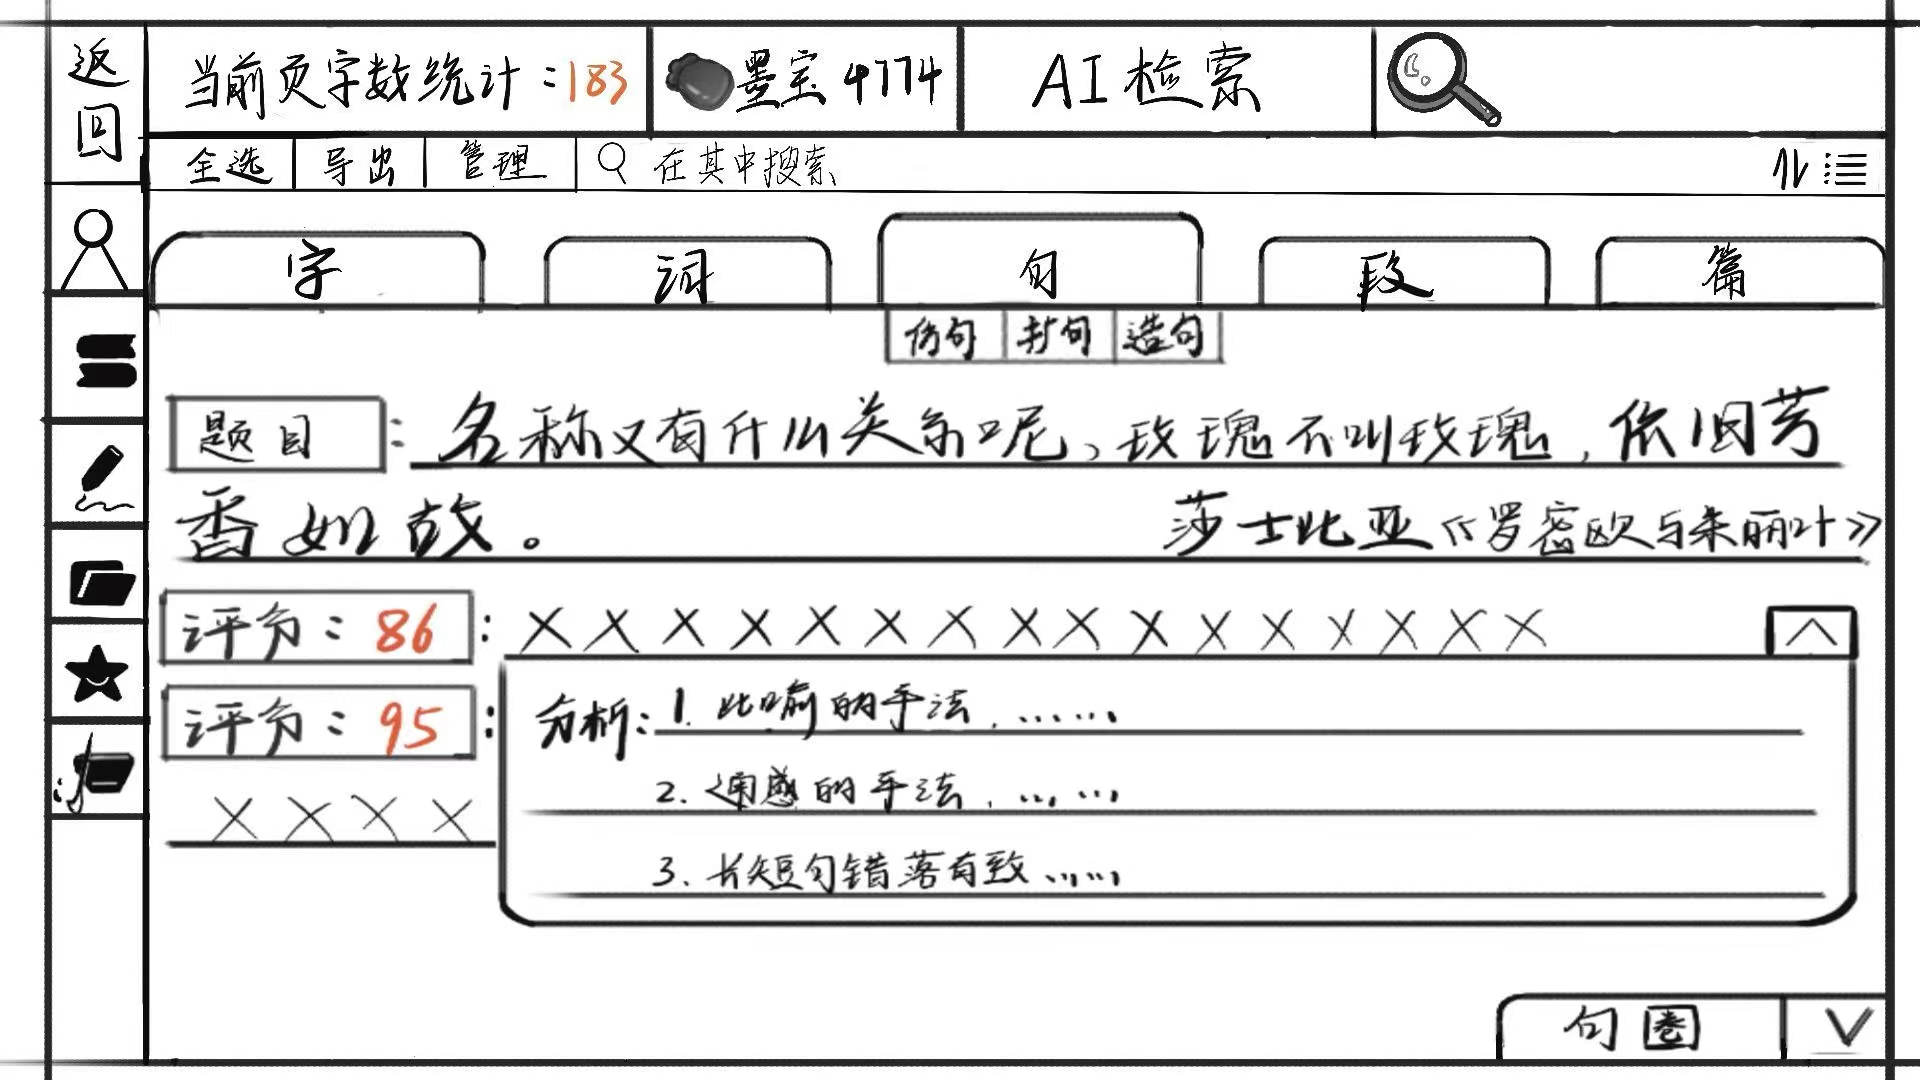 返回
当前页字数统计：183
墨宝 4774
AI 检索
全选 导出 管理 在其中搜索
字 词 句 段 篇
仿句 扩句 造句
题目：名称又有什么关系呢、玫瑰不叫玫瑰，依旧芳
香如故。 莎士比亚《罗密欧与朱丽叶》
评分：86：××××××××××××××××
评分：95：
××××
分析：1. 比喻的手法，……
2. 通感的手法，……
3. 长短句错落有致……
句圈